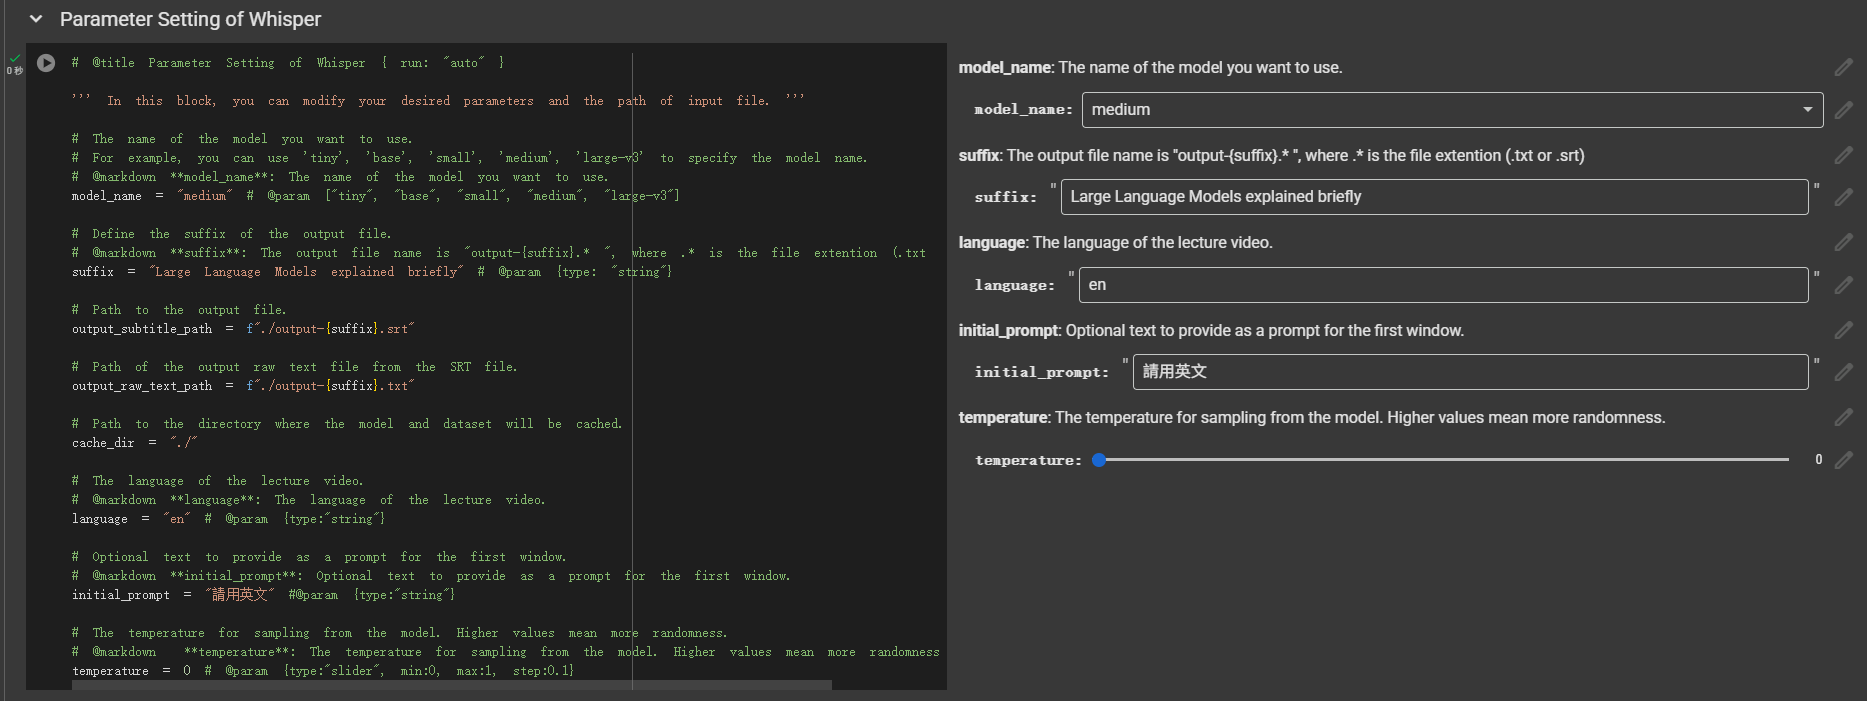 Parameter Setting of Whisper
0 秒
# @title Parameter Setting of Whisper { run: "auto" }
''' In this block, you can modify your desired parameters and the path of input file. '''
# The name of the model you want to use.
# For example, you can use 'tiny', 'base', 'small', 'medium', 'large-v3' to specify the model name.
# @markdown **model_name**: The name of the model you want to use.
model_name = "medium" # @param ["tiny", "base", "small", "medium", "large-v3"]
# Define the suffix of the output file.
# @markdown **suffix**: The output file name is "output-{suffix}.* ", where .* is the file extention (.txt
suffix = "Large Language Models explained briefly" # @param {type: "string"}
# Path to the output file.
output_subtitle_path = f"./output-{suffix}.srt"
# Path of the output raw text file from the SRT file.
output_raw_text_path = f"./output-{suffix}.txt"
# Path to the directory where the model and dataset will be cached.
cache_dir = "./"
# The language of the lecture video.
# @markdown **language**: The language of the lecture video.
language = "en" # @param {type:"string"}
# Optional text to provide as a prompt for the first window.
# @markdown **initial_prompt**: Optional text to provide as a prompt for the first window.
initial_prompt = "請用英文" #@param {type:"string"}
# The temperature for sampling from the model. Higher values mean more randomness.
# @markdown **temperature**: The temperature for sampling from the model. Higher values mean more randomness
temperature = 0 # @param {type:"slider", min:0, max:1, step:0.1}
model_name: The name of the model you want to use.
model_name: medium
suffix: The output file name is "output-{suffix}.* ", where .* is the file extention (.txt or .srt)
suffix: " Large Language Models explained briefly "
language: The language of the lecture video.
language: " en "
initial_prompt: Optional text to provide as a prompt for the first window.
initial_prompt: " 請用英文 "
temperature: The temperature for sampling from the model. Higher values mean more randomness.
temperature: 0